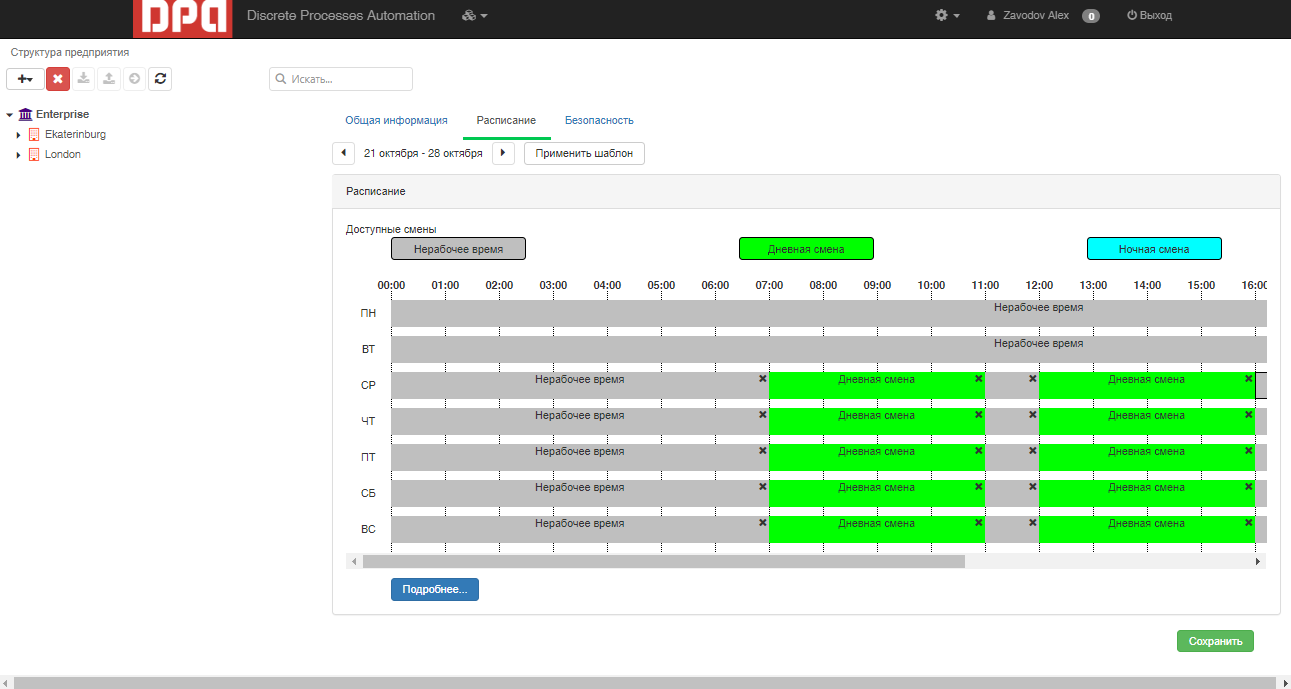 DPA Discrete Processes Automation Zavodov Alex 0 Выход
Структура предприятия
Искать...
Enterprise
Ekaterinburg
London
Общая информация Расписание Безопасность
21 октября - 28 октября Применить шаблон
Расписание
Доступные смены
Нерабочее время Дневная смена Ночная смена
00:00 01:00 02:00 03:00 04:00 05:00 06:00 07:00 08:00 09:00 10:00 11:00 12:00 13:00 14:00 15:00 16:00
ПН Нерабочее время
ВТ Нерабочее время
СР Нерабочее время Дневная смена Дневная смена
ЧТ Нерабочее время Дневная смена Дневная смена
ПТ Нерабочее время Дневная смена Дневная смена
СБ Нерабочее время Дневная смена Дневная смена
ВС Нерабочее время Дневная смена Дневная смена
Подробнее...
Сохранить